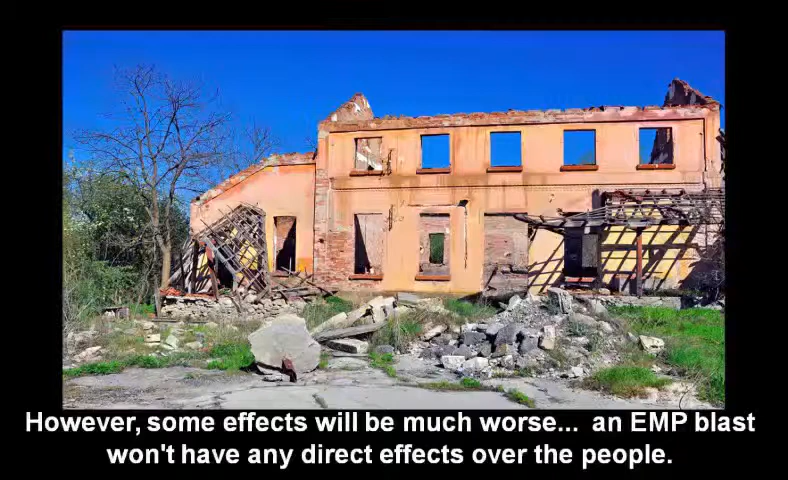 However, some effects will be much worse...  an EMP blast
won't have any direct effects over the people.